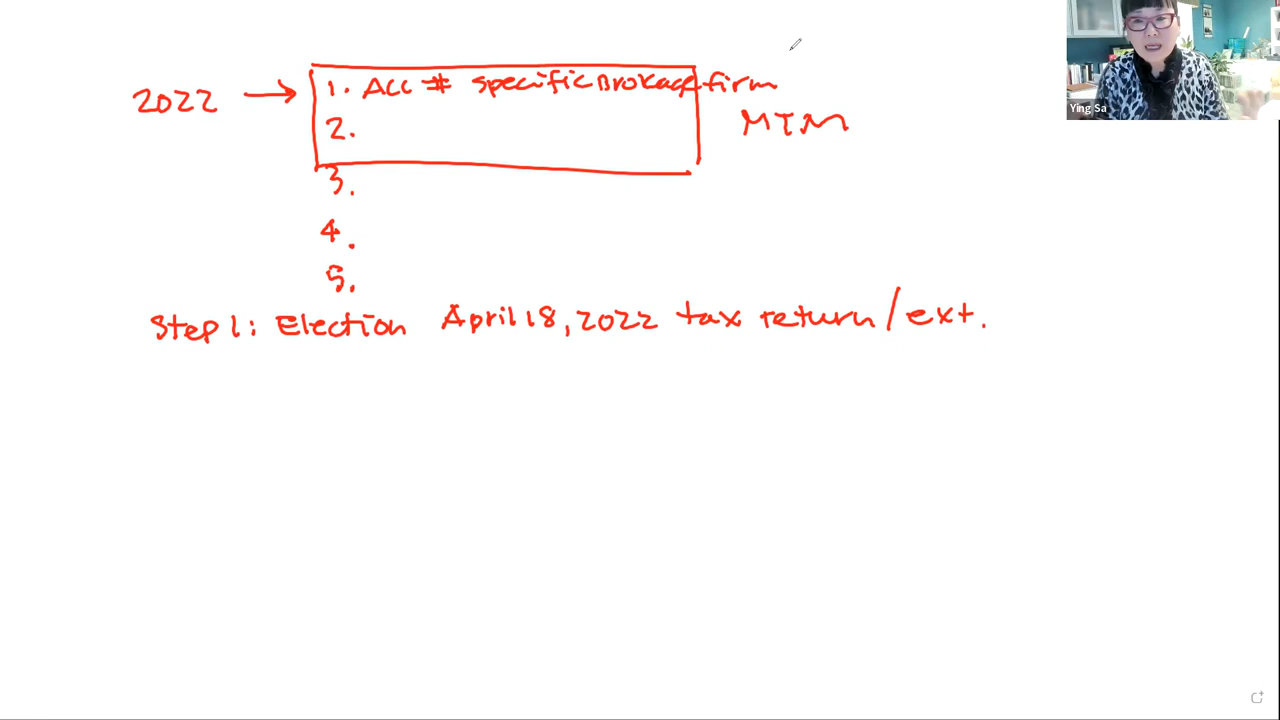 2022 → 1. ACC # specific Brokage firm
2. MTM
3.
4.
5.
Step 1: Election April 18, 2022 tax return/ext.
Ying Sa